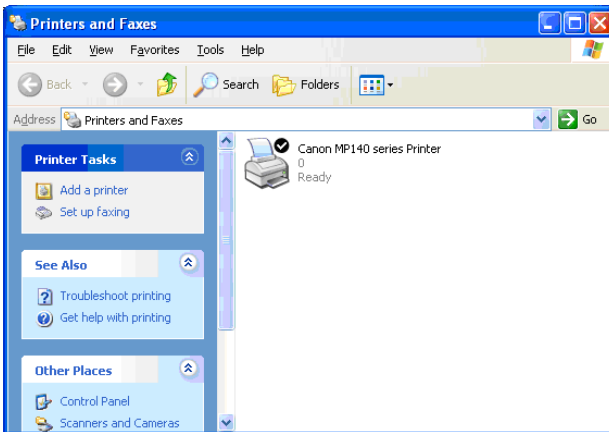 Printers and Faxes
File Edit View Favorites Tools Help
Back Search Folders
Address Printers and Faxes Go
Printer Tasks
Add a printer
Set up faxing
See Also
Troubleshoot printing
Get help with printing
Other Places
Control Panel
Scanners and Cameras
Canon MP140 series Printer
0
Ready